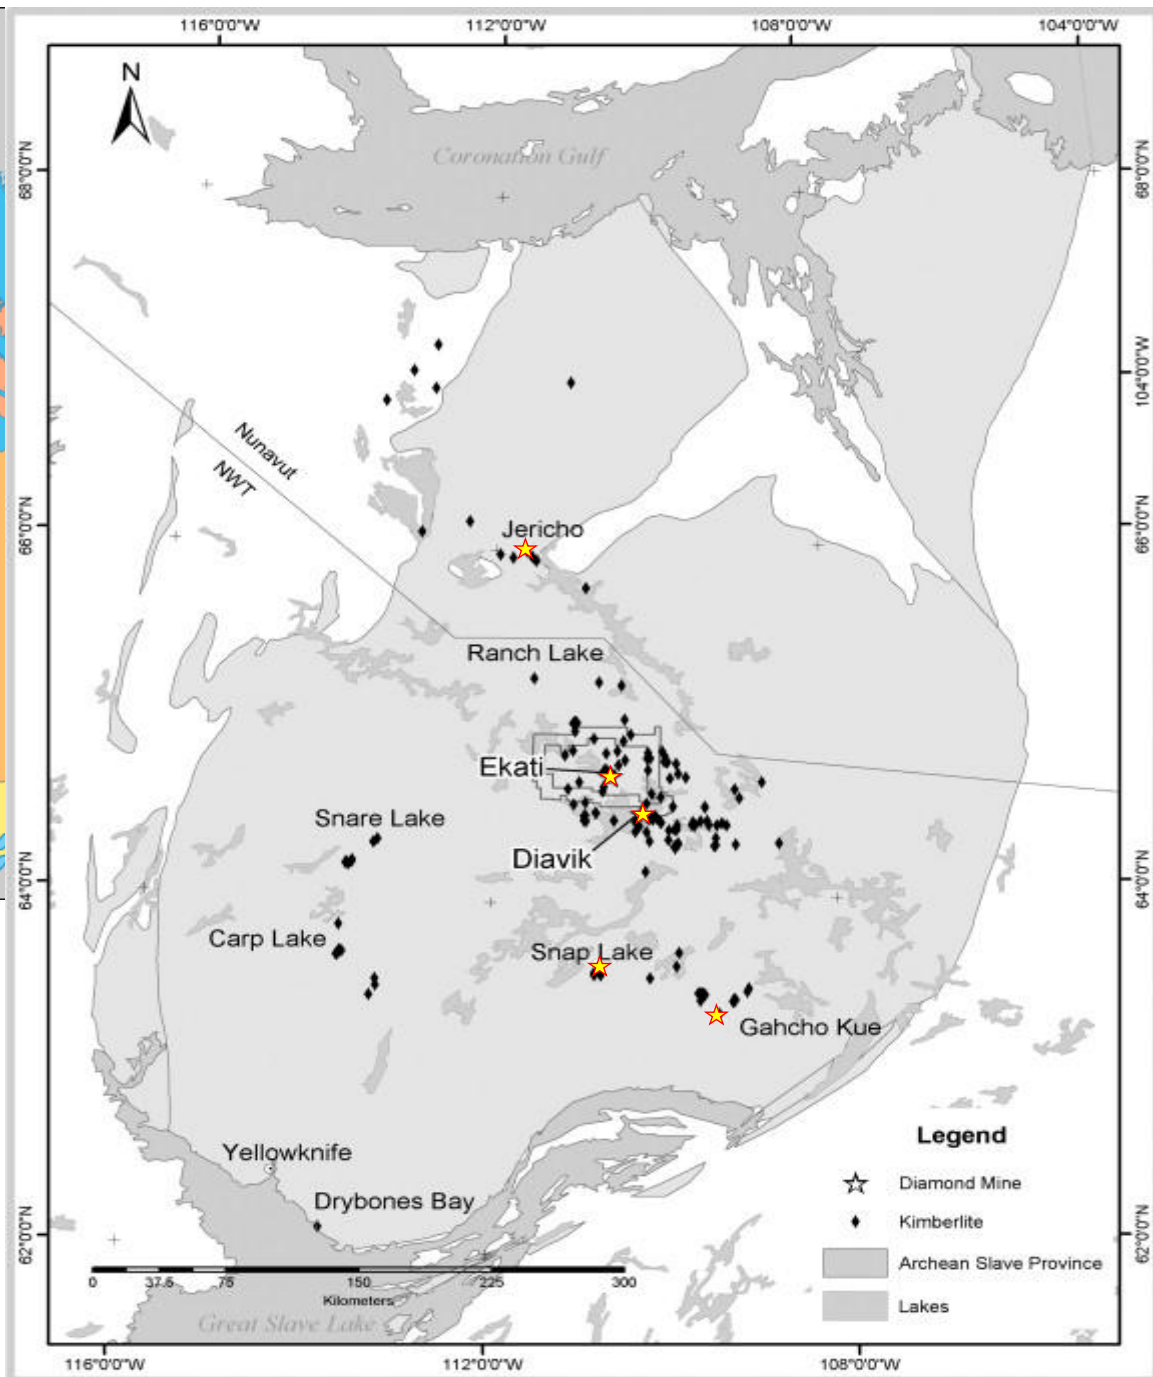 116°0'0"W
112°0'0"W
108°0'0"W
104°0'0"W
N
Coronation Gulf
68°0'0"N
68°0'0"N
104°0'0"W
Nunavut
NWT
66°0'0"N
Jericho
66°0'0"N
Ranch Lake
Ekati
Snare Lake
Diavik
64°0'0"N
64°0'0"N
Carp Lake
Snap Lake
Gahcho Kue
Legend
Yellowknife
Diamond Mine
Drybones Bay
Kimberlite
62°0'0"N
62°0'0"N
Archean Slave Province
0 37.5 75 150 225 300
Kilometers
Lakes
Great Slave Lake
116°0'0"W
112°0'0"W
108°0'0"W